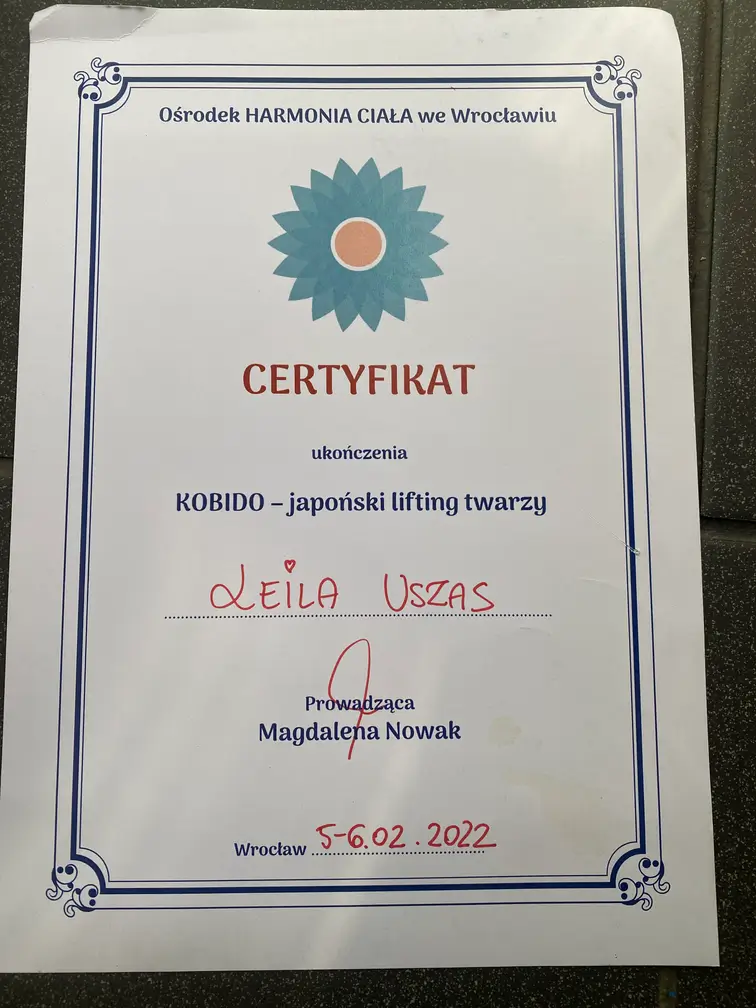 Ośrodek HARMONIA CIAŁA we Wrocławiu
CERTYFIKAT
ukończenia
KOBIDO – japoński lifting twarzy
LEILA USZAS
Prowadząca
Magdalena Nowak
Wrocław 5-6.02.2022